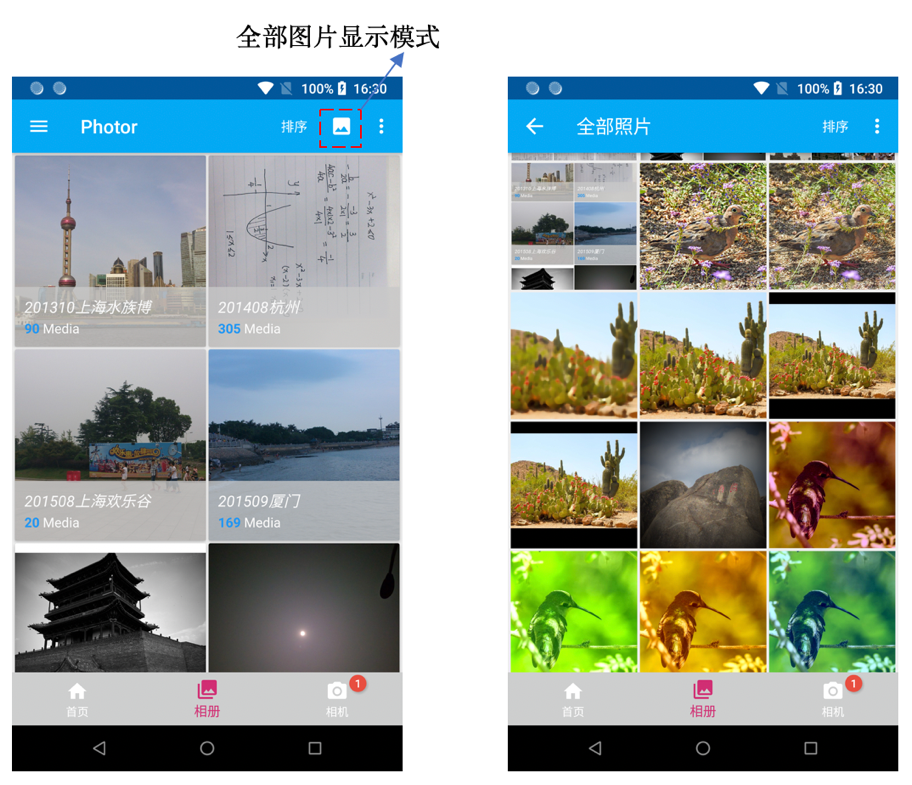 全部图片显示模式
100% 16:30
Photor
排序
201310上海水族博
90 Media
201408杭州
305 Media
201508上海欢乐谷
20 Media
201509厦门
169 Media
首页
相册
相机
1
100% 16:30
全部照片
排序
首页
相册
相机
1